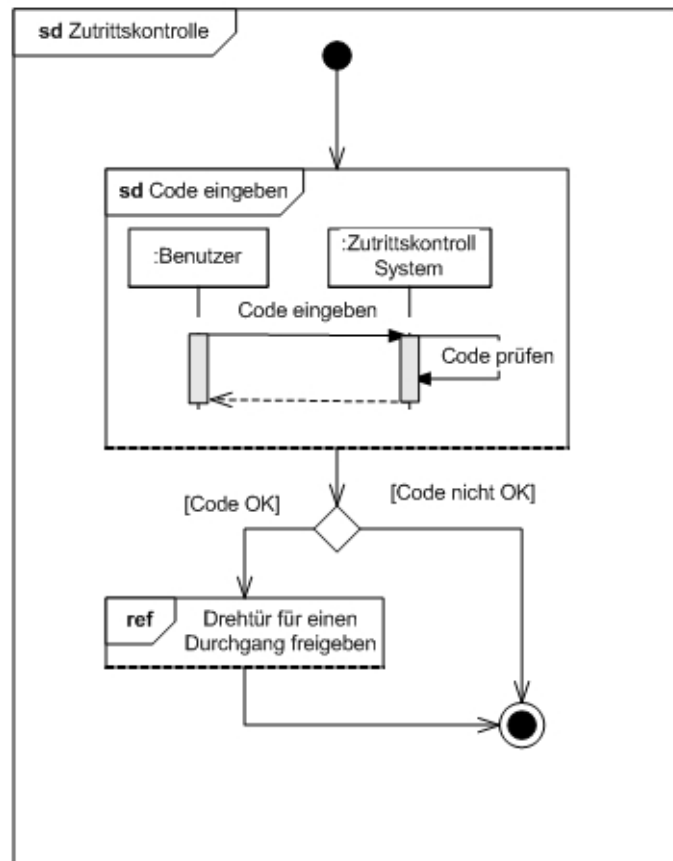 sd Zutrittskontrolle
sd Code eingeben
:Benutzer
:Zutrittskontroll
System
Code eingeben
Code prüfen
[Code OK]
[Code nicht OK]
ref
Drehtür für einen
Durchgang freigeben